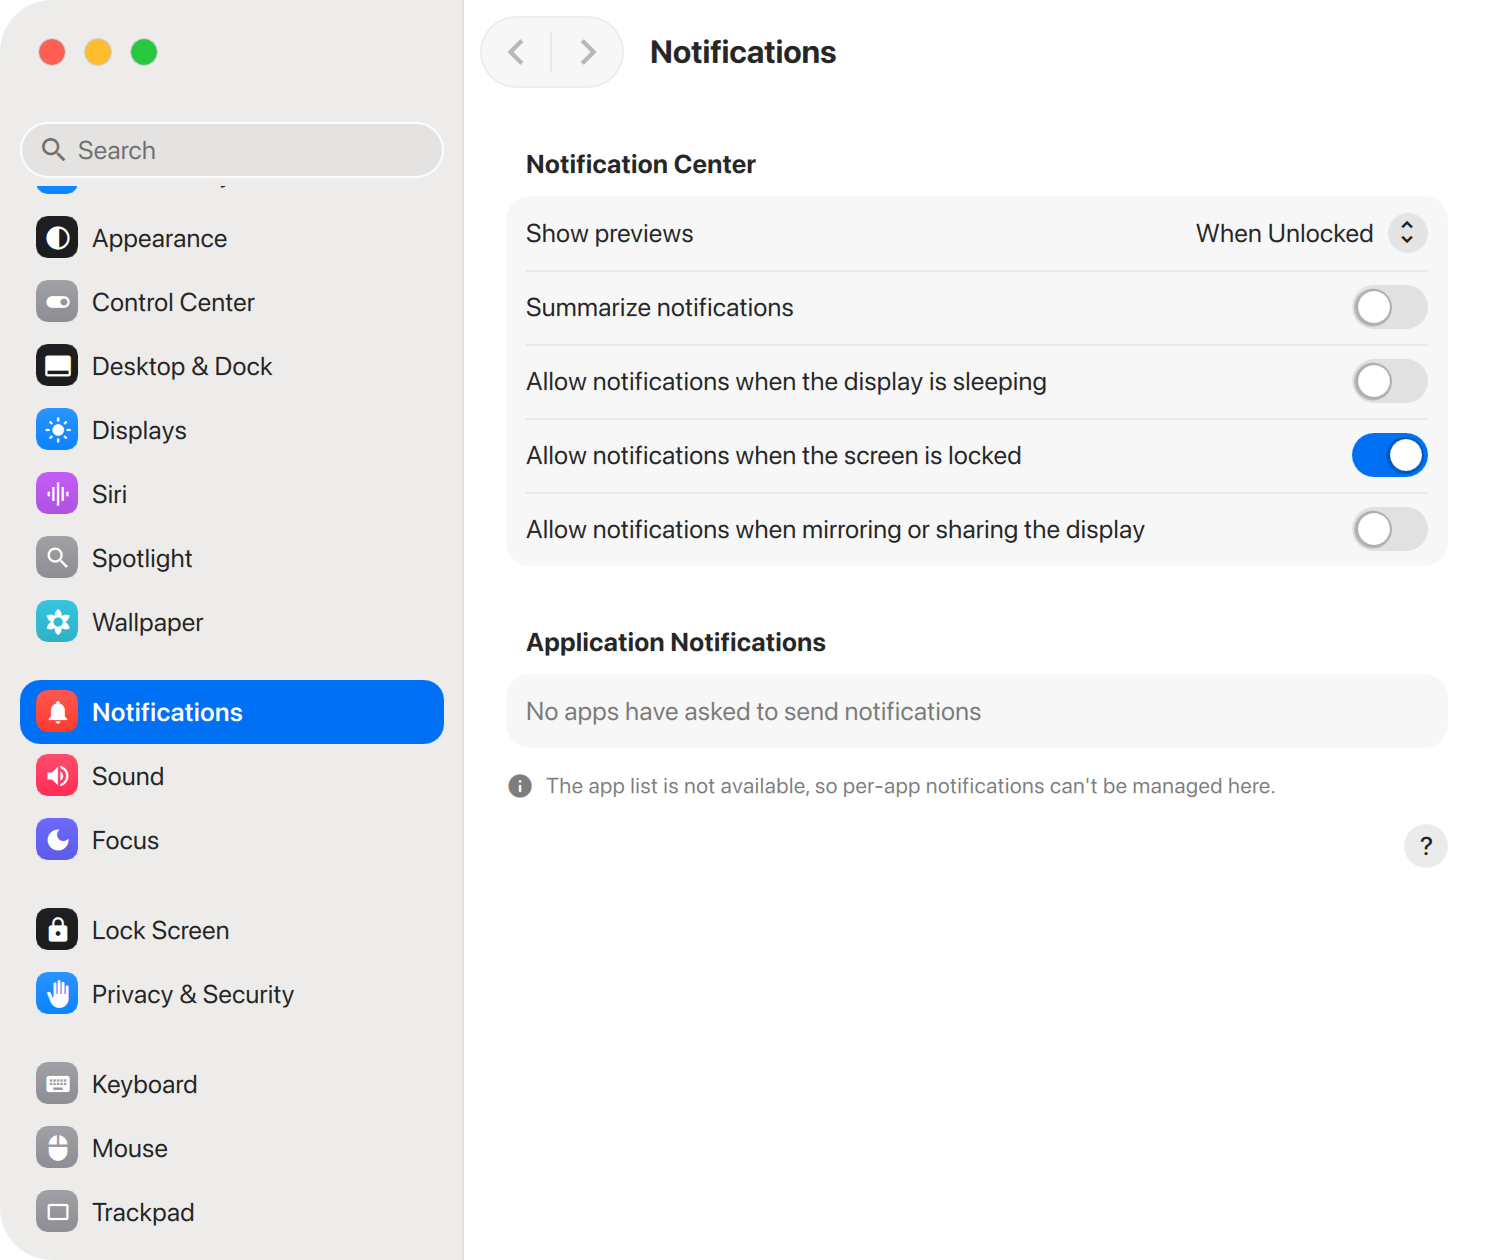 Notifications
Search
Appearance
Control Center
Desktop & Dock
Displays
Siri
Spotlight
Wallpaper
Notifications
Sound
Focus
Lock Screen
Privacy & Security
Keyboard
Mouse
Trackpad
Notification Center
Show previews When Unlocked
Summarize notifications
Allow notifications when the display is sleeping
Allow notifications when the screen is locked
Allow notifications when mirroring or sharing the display
Application Notifications
No apps have asked to send notifications
The app list is not available, so per-app notifications can't be managed here.
?